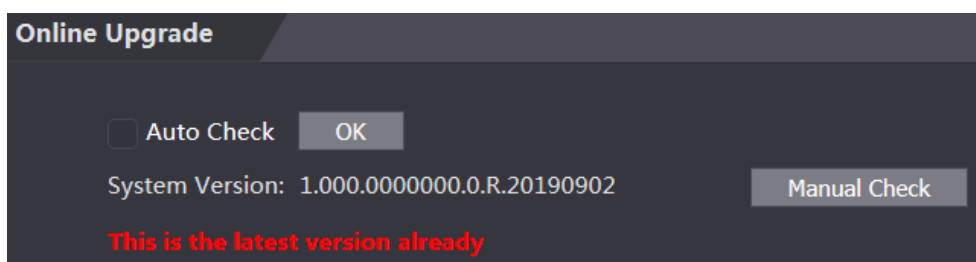 Online Upgrade
Auto Check OK
System Version: 1.000.0000000.0.R.20190902 Manual Check
This is the latest version already